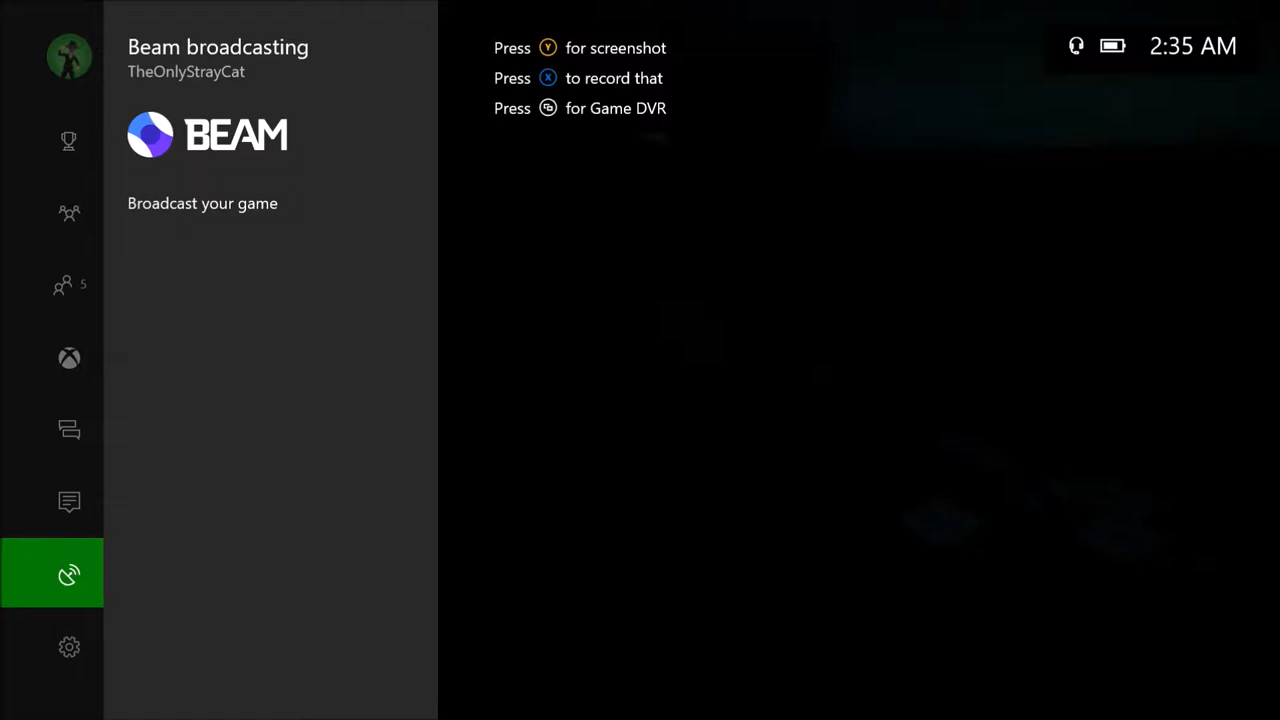 Beam broadcasting
TheOnlyStrayCat
BEAM
Broadcast your game
5
Press Y for screenshot
Press X to record that
Press for Game DVR
2:35 AM